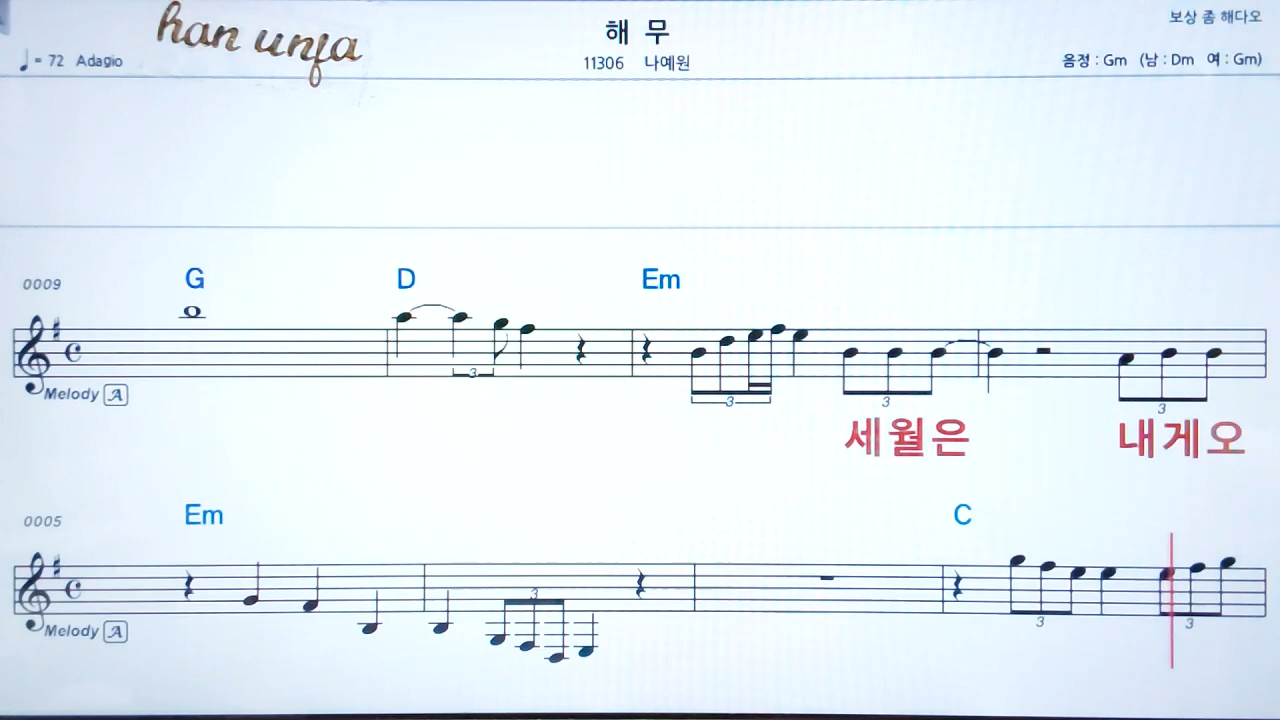 han unfa
해 무
보상 좀 해다오
♩ = 72 Adagio
11306 나예원
음정 : Gm (남 : Dm 여 : Gm)
0009
G D Em
Melody A
3 3 3 3
세월은 내게오
0005
Em C
Melody A
3 3 3